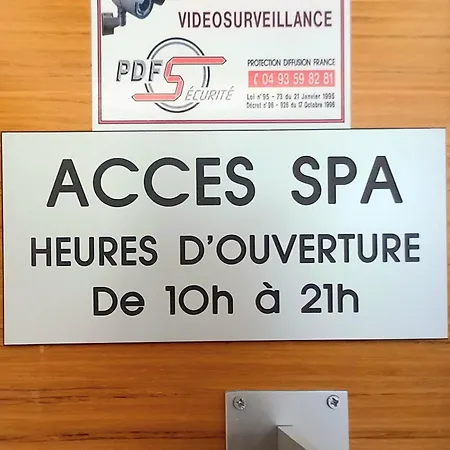 VIDEOSURVEILLANCE
PDF SÉCURITÉ
PROTECTION DIFFUSION FRANCE
✆ 04 93 59 82 81
Loi n° 95 - 73 du 21 Janvier 1995
Décret n° 96 - 926 du 17 Octobre 1996
ACCES SPA
HEURES D'OUVERTURE
De 10h à 21h